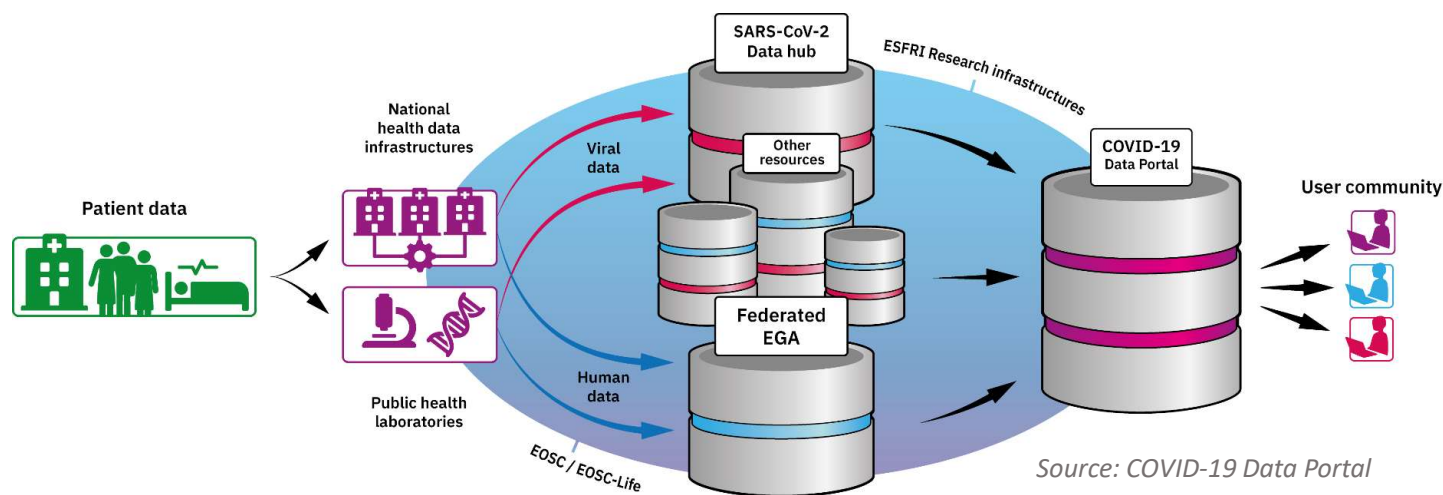 Patient data
National
health data
infrastructures
Public health
laboratories
Viral
data
Human
data
EOSC / EOSC-Life
SARS-CoV-2
Data hub
Other
resources
Federated
EGA
ESFRI Research infrastructures
COVID-19
Data Portal
User community
Source: COVID-19 Data Portal